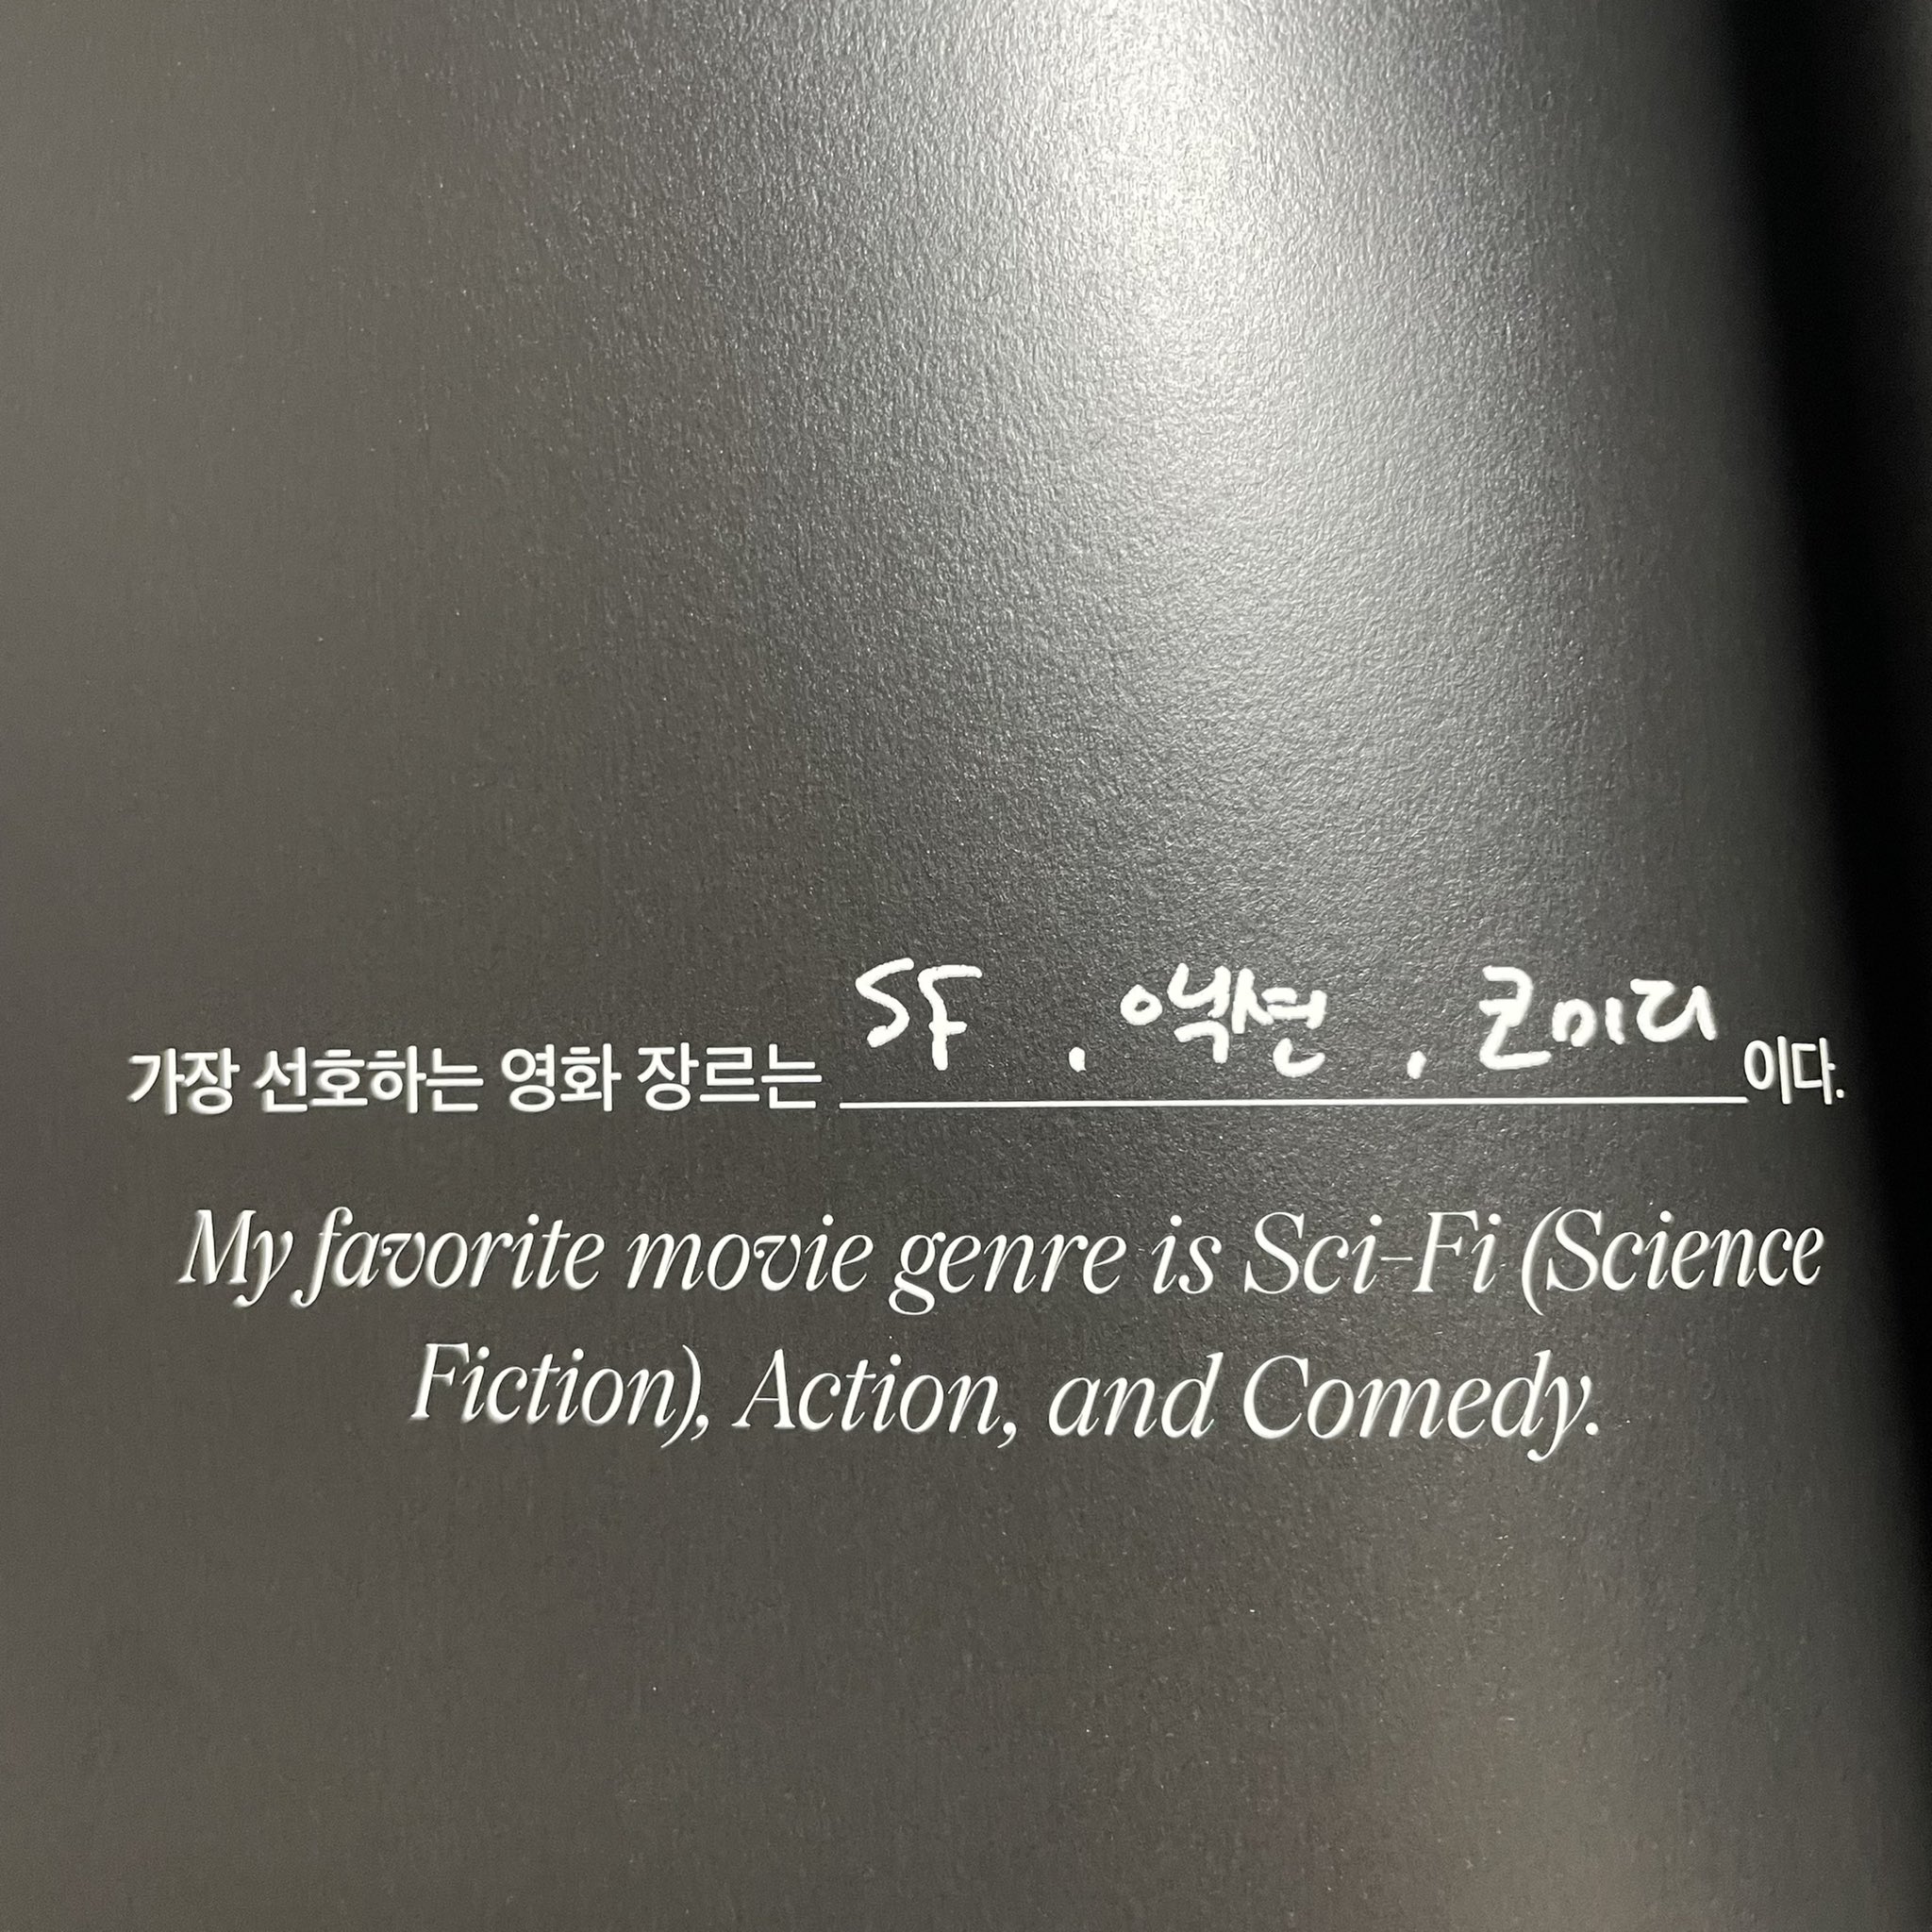 가장 선호하는 영화 장르는 SF , 액션 , 코미디 이다.
My favorite movie genre is Sci-Fi (Science
Fiction), Action, and Comedy.